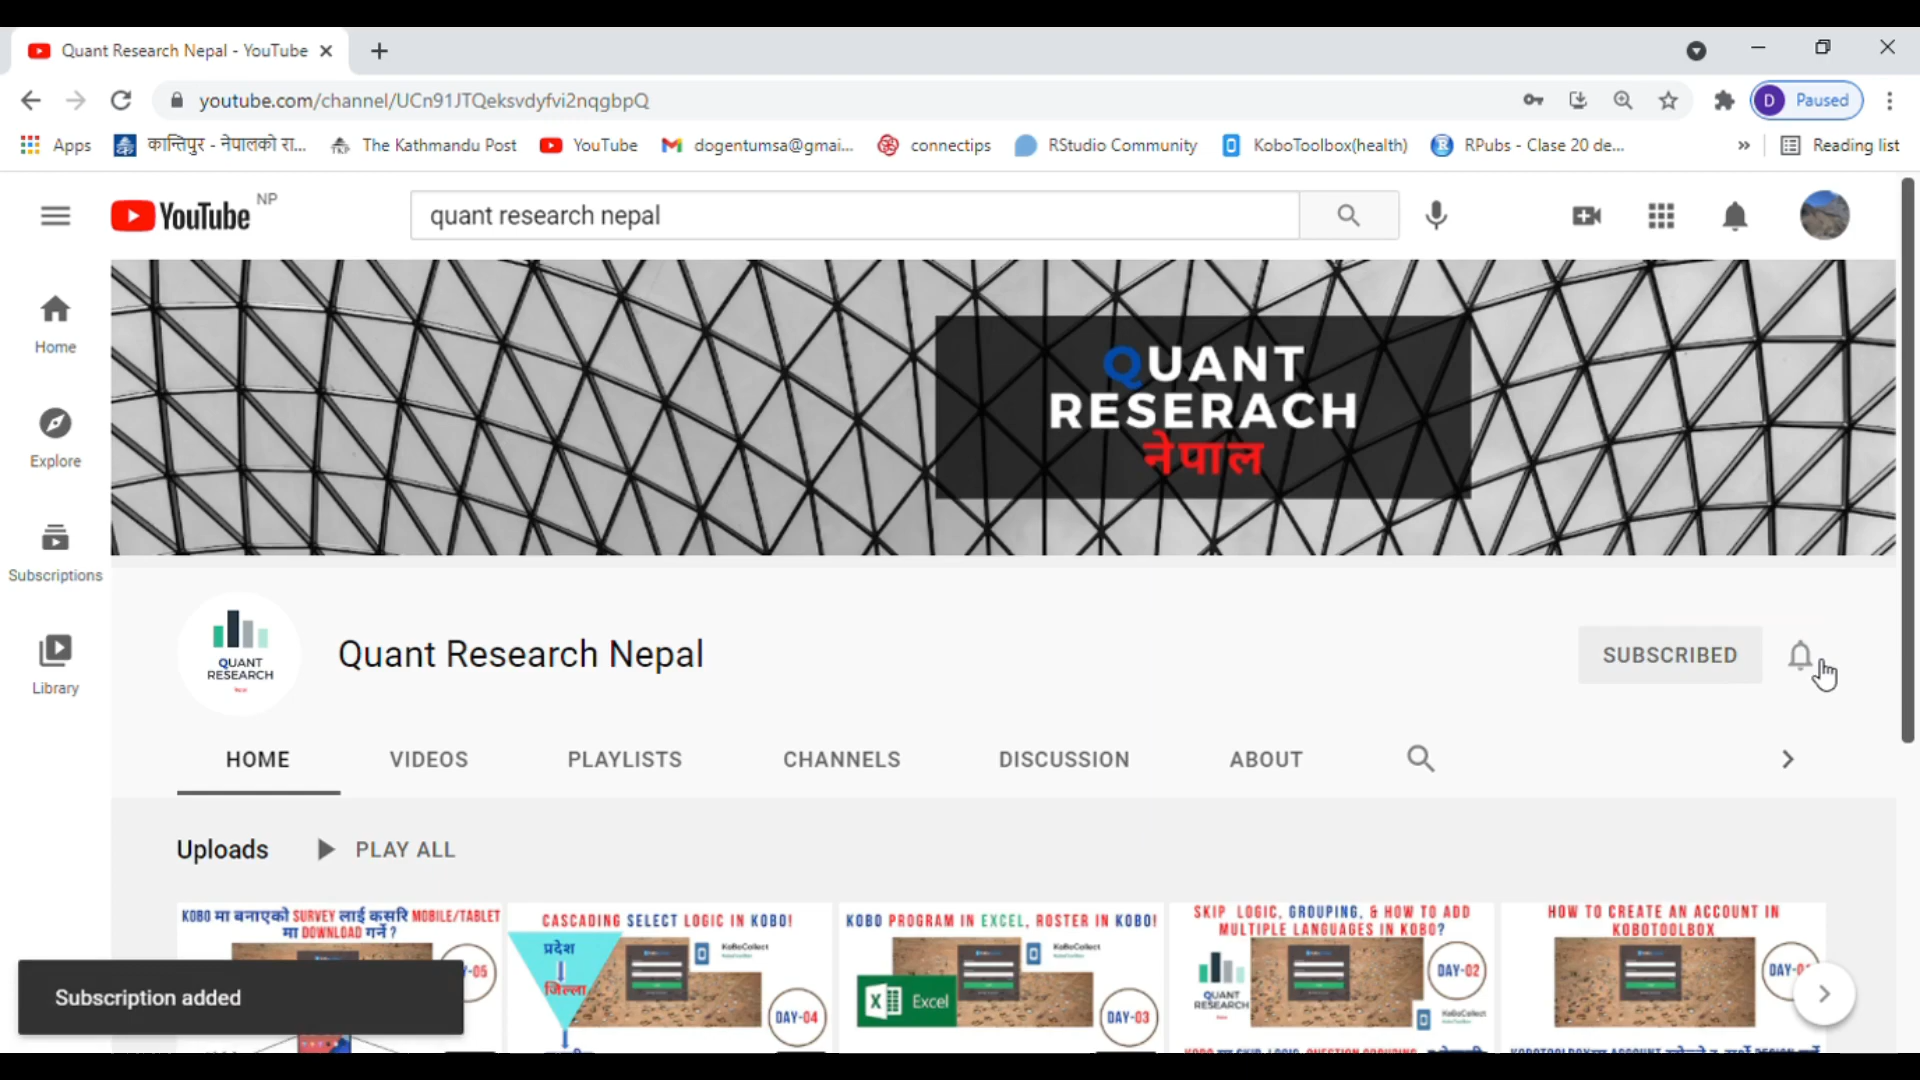 Quant Research Nepal - YouTube
youtube.com/channel/UCn91JTQeksvdyfvi2nqgbpQ
D Paused
Apps
कान्तिपुर - नेपालको रा...
The Kathmandu Post
YouTube
dogentumsa@gmai...
connectips
RStudio Community
KoboToolbox(health)
RPubs - Clase 20 de...
»
Reading list
YouTube NP
quant research nepal
Home
Explore
Subscriptions
Library
QUANT
RESERACH
नेपाल
QUANT
RESEARCH
Quant Research Nepal
SUBSCRIBED
HOME
VIDEOS
PLAYLISTS
CHANNELS
DISCUSSION
ABOUT
Uploads
PLAY ALL
KOBO मा बनाएको SURVEY लाई कसरि MOBILE/TABLET
मा DOWNLOAD गर्ने ?
-05
CASCADING SELECT LOGIC IN KOBO!
प्रदेश
जिल्ला
KoBoCollect
DAY-04
KOBO PROGRAM IN EXCEL, ROSTER IN KOBO!
KoBoCollect
Excel
DAY-03
SKIP LOGIC, GROUPING, & HOW TO ADD
MULTIPLE LANGUAGES IN KOBO?
QUANT
RESEARCH
DAY-02
KoBoCollect
HOW TO CREATE AN ACCOUNT IN
KOBOTOOLBOX
Subscription added